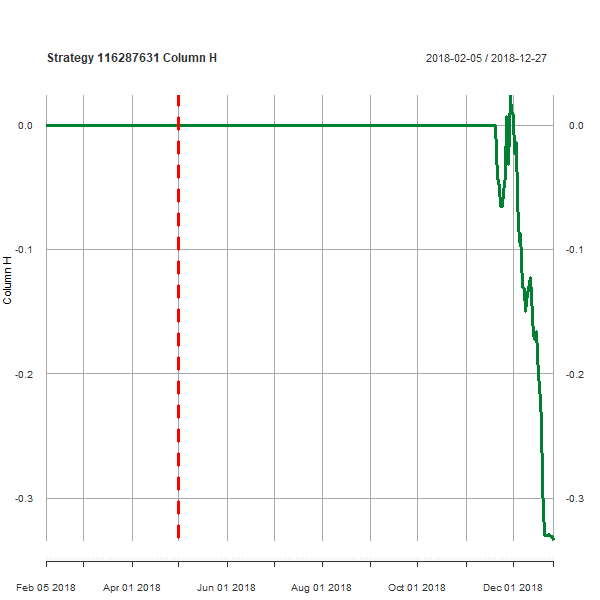 Strategy 116287631 Column H
2018-02-05 / 2018-12-27
0.0
0.0
-0.1
-0.1
Column H
-0.2
-0.2
-0.3
-0.3
Feb 05 2018
Apr 01 2018
Jun 01 2018
Aug 01 2018
Oct 01 2018
Dec 01 2018